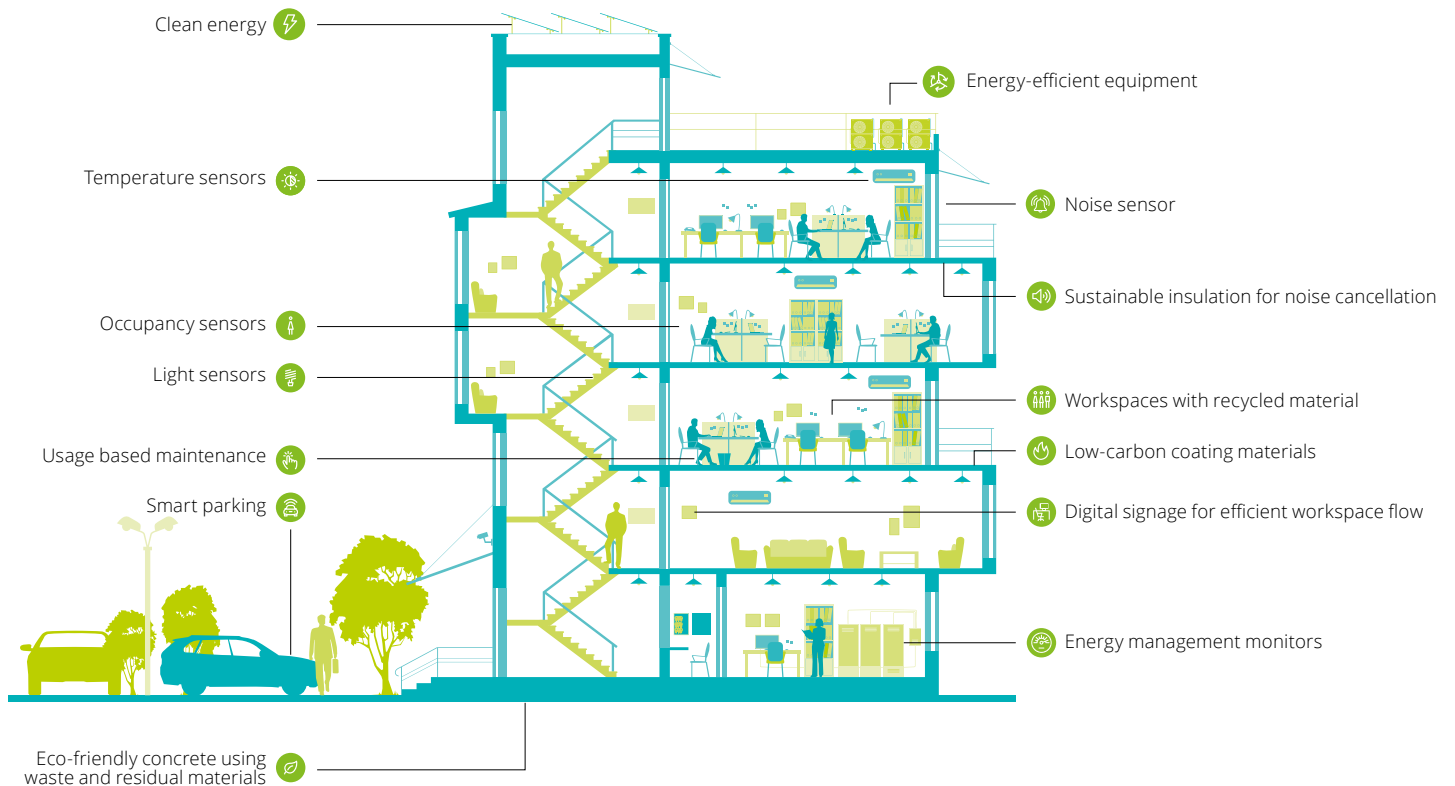 Clean energy
Energy-efficient equipment
Temperature sensors
Noise sensor
Sustainable insulation for noise cancellation
Occupancy sensors
Light sensors
Workspaces with recycled material
Usage based maintenance
Low-carbon coating materials
Smart parking
Digital signage for efficient workspace flow
Energy management monitors
Eco-friendly concrete using
waste and residual materials